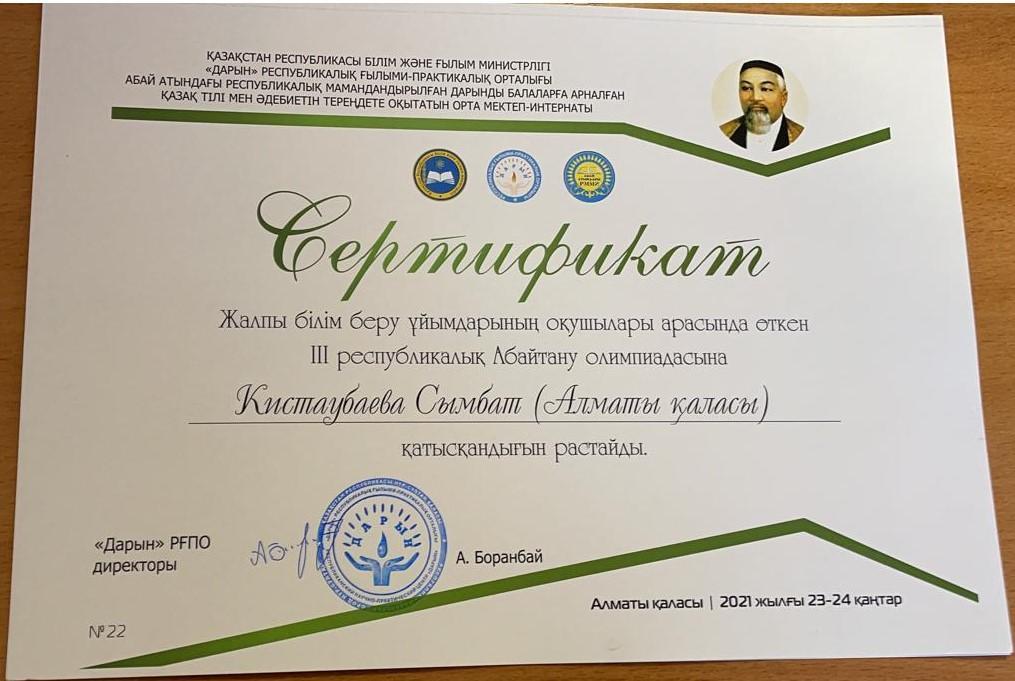 ҚАЗАҚСТАН РЕСПУБЛИКАСЫ БІЛІМ ЖӘНЕ ҒЫЛЫМ МИНИСТРЛІГІ
«ДАРЫН» РЕСПУБЛИКАЛЫҚ ҒЫЛЫМИ-ПРАКТИКАЛЫҚ ОРТАЛЫҒЫ
АБАЙ АТЫНДАҒЫ РЕСПУБЛИКАЛЫҚ МАМАНДАНДЫРЫЛҒАН ДАРЫНДЫ БАЛАЛАРҒА АРНАЛҒАН
ҚАЗАҚ ТІЛІ МЕН ӘДЕБИЕТІН ТЕРЕҢДЕТЕ ОҚЫТАТЫН ОРТА МЕКТЕП-ИНТЕРНАТЫ
Сертификат
Жалпы білім беру ұйымдарының оқушылары арасында өткен
III республикалық Абайтану олимпиадасына
Кистаубаева Сымбат (Алматы қаласы)
қатысқандығын растайды.
«Дарын» РҒПО
директоры
ДАРЫН
А. Боранбай
Алматы қаласы | 2021 жылғы 23-24 қаңтар
№22